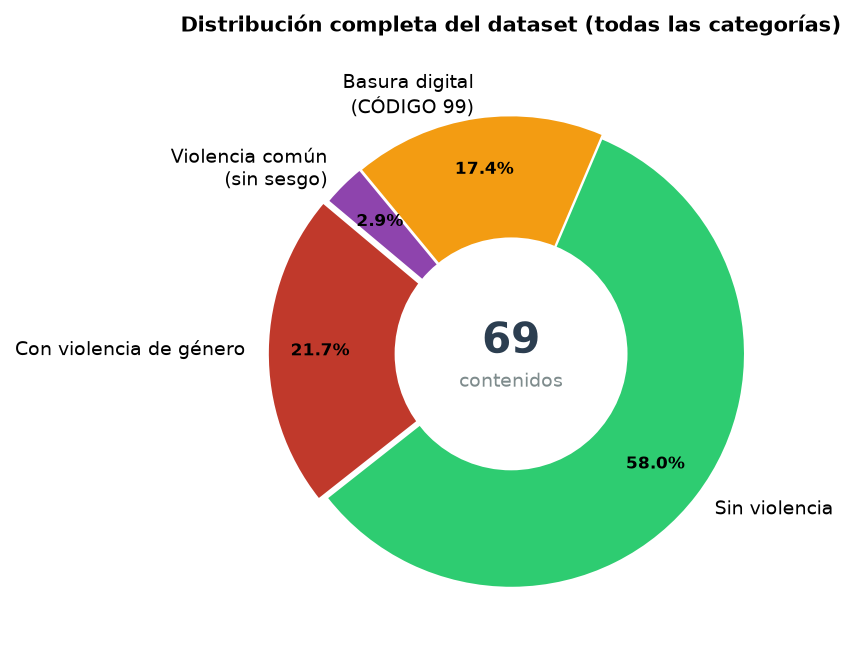 Distribución completa del dataset (todas las categorías)
Basura digital
(CÓDIGO 99)
17.4%
Violencia común
(sin sesgo)
2.9%
Con violencia de género
21.7%
69
contenidos
58.0%
Sin violencia